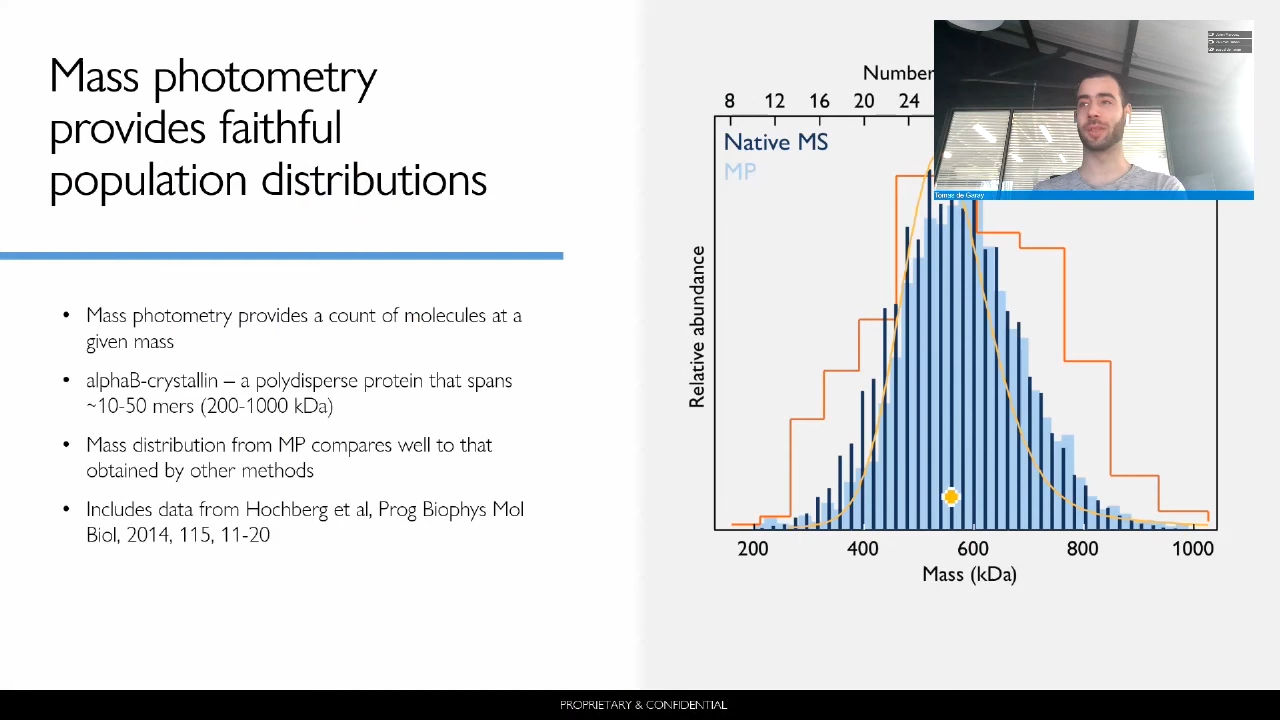 Mass photometry
provides faithful
population distributions
• Mass photometry provides a count of molecules at a
given mass
• alphaB-crystallin – a polydisperse protein that spans
~10-50 mers (200-1000 kDa)
• Mass distribution from MP compares well to that
obtained by other methods
• Includes data from Hochberg et al, Prog Biophys Mol
Biol, 2014, 115, 11-20
Number
8 12 16 20 24
Native MS
MP
Relative abundance
200 400 600 800 1000
Mass (kDa)
Tomas de Garay
PROPRIETARY & CONFIDENTIAL